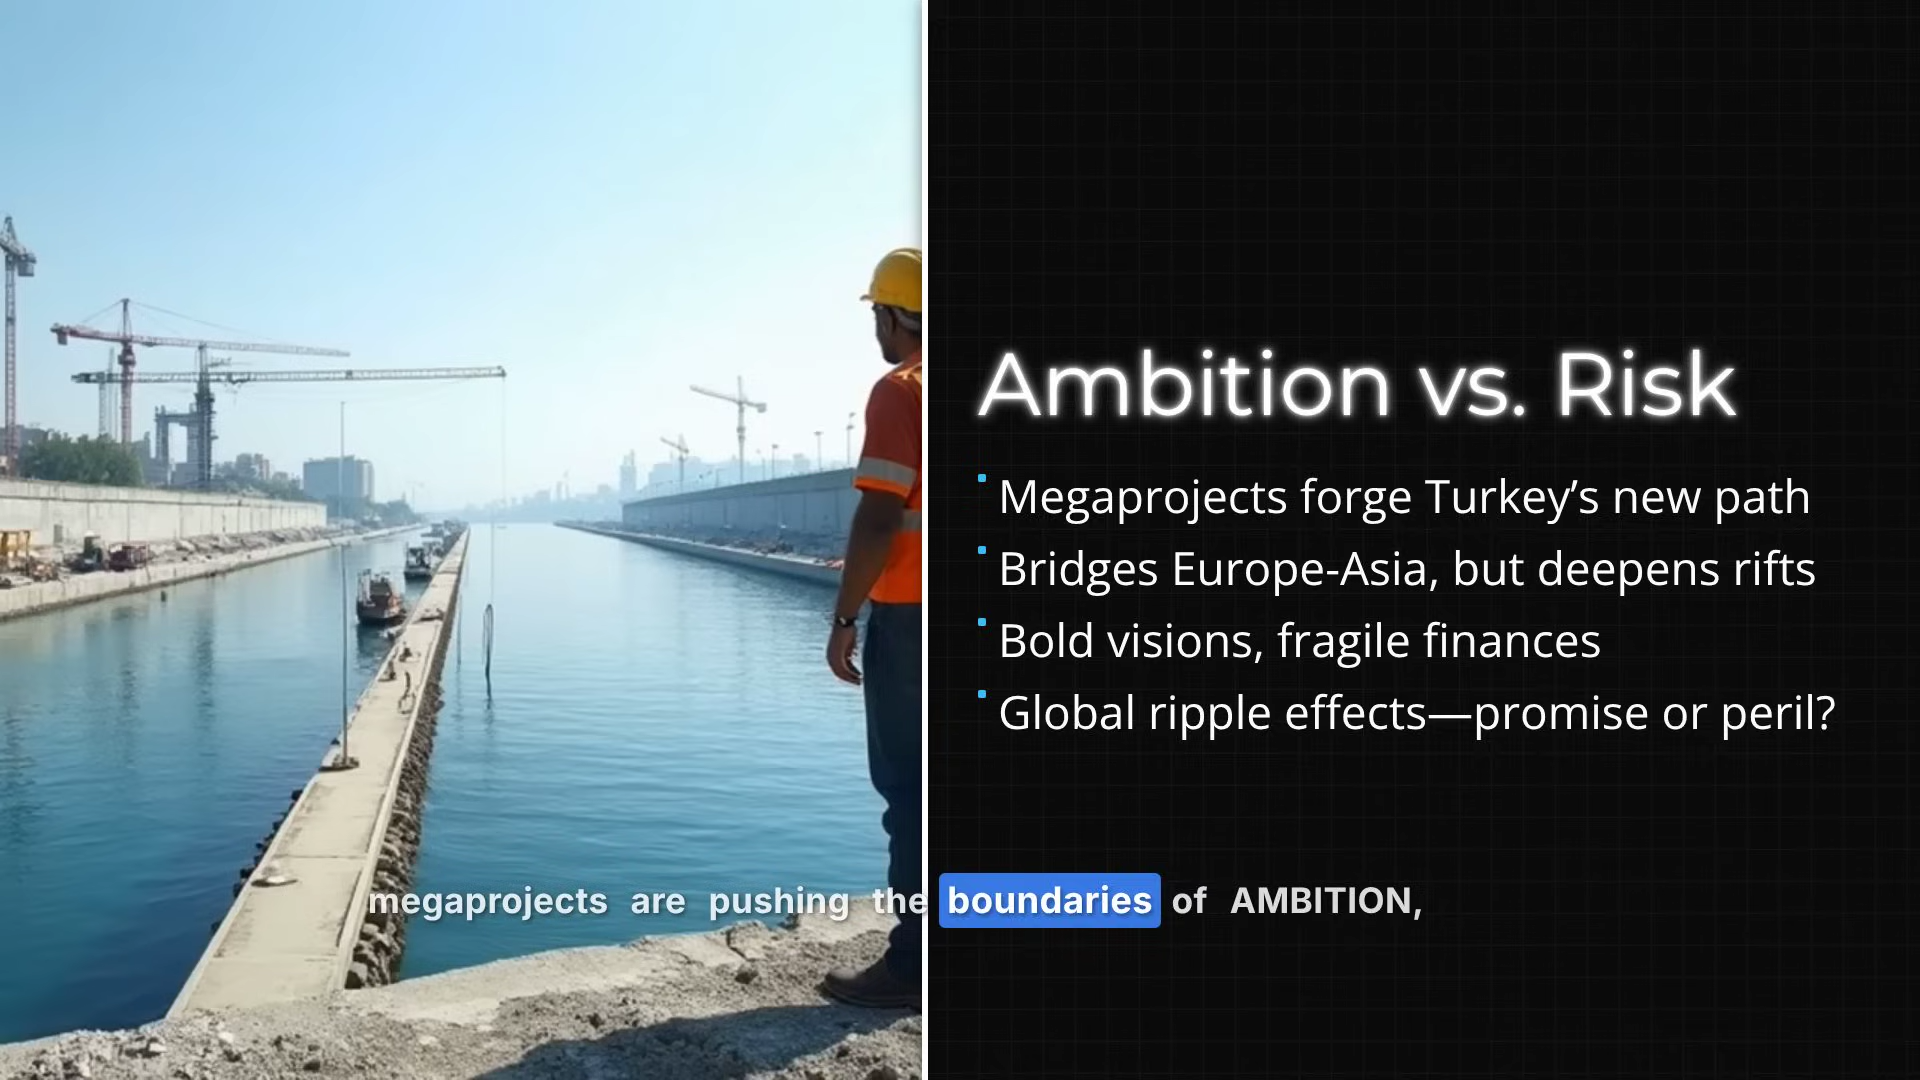 Ambition vs. Risk
Megaprojects forge Turkey’s new path
Bridges Europe-Asia, but deepens rifts
Bold visions, fragile finances
Global ripple effects—promise or peril?
megaprojects are pushing the boundaries of AMBITION,